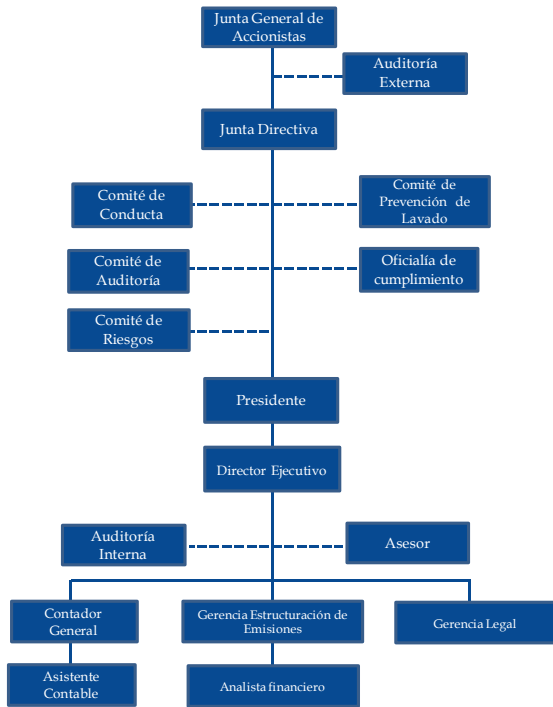 Junta General de
Accionistas
Auditoría
Externa
Junta Directiva
Comité de
Conducta
Comité de
Prevención de
Lavado
Comité de
Auditoría
Oficialía de
cumplimiento
Comité de
Riesgos
Presidente
Director Ejecutivo
Auditoría
Interna
Asesor
Contador
General
Gerencia Estructuración de
Emisiones
Gerencia Legal
Asistente
Contable
Analista financiero